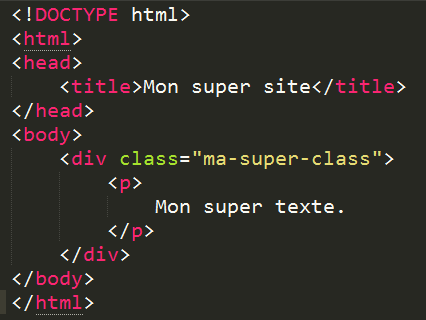 <!DOCTYPE html>
<html>
<head>
    <title>Mon super site</title>
</head>
<body>
    <div class="ma-super-class">
        <p>
            Mon super texte.
        </p>
    </div>
</body>
</html>